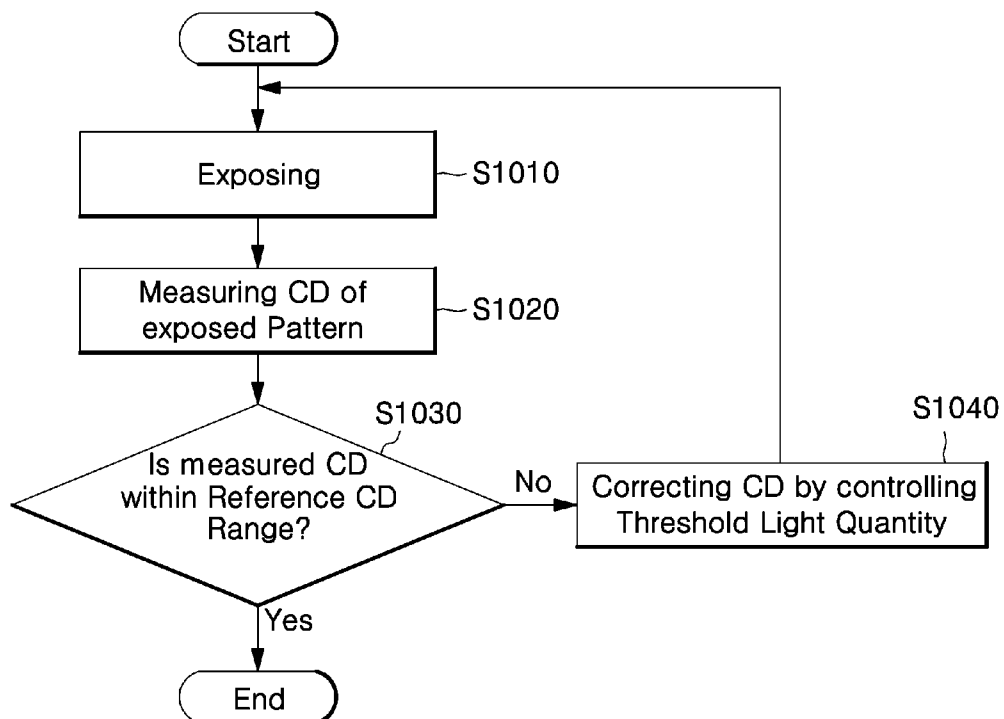 Start
Exposing
S1010
Measuring CD of
exposed Pattern
S1020
S1030
Is measured CD
within Reference CD
Range?
No
S1040
Correcting CD by controlling
Threshold Light Quantity
Yes
End